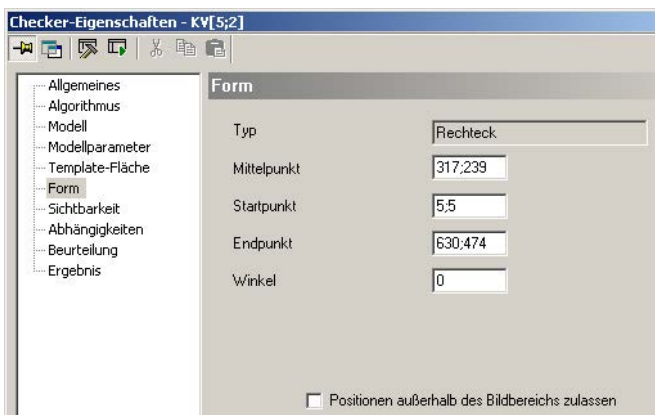 Checker-Eigenschaften - KV[5;2]
Allgemeines
Algorithmus
Modell
Modellparameter
Template-Fläche
Form
Sichtbarkeit
Abhängigkeiten
Beurteilung
Ergebnis
Form
Typ
Rechteck
Mittelpunkt
317;239
Startpunkt
5;5
Endpunkt
630;474
Winkel
0
Positionen außerhalb des Bildbereichs zulassen